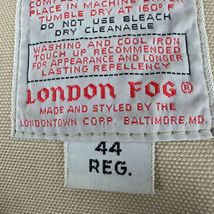 PLACE IN MACHINE
TUMBLE DRY AT 160°
DO NOT USE BLEACH
DRY CLEANABLE
WASHING AND COOL IRON
TOUCH UP RECOMMENDED
FOR APPEARANCE AND LONGER
LASTING REPELLENCY
LONDON FOG®
MADE AND STYLED BY THE
LONDONTOWN CORP. BALTIMORE, MD.
44
REG.